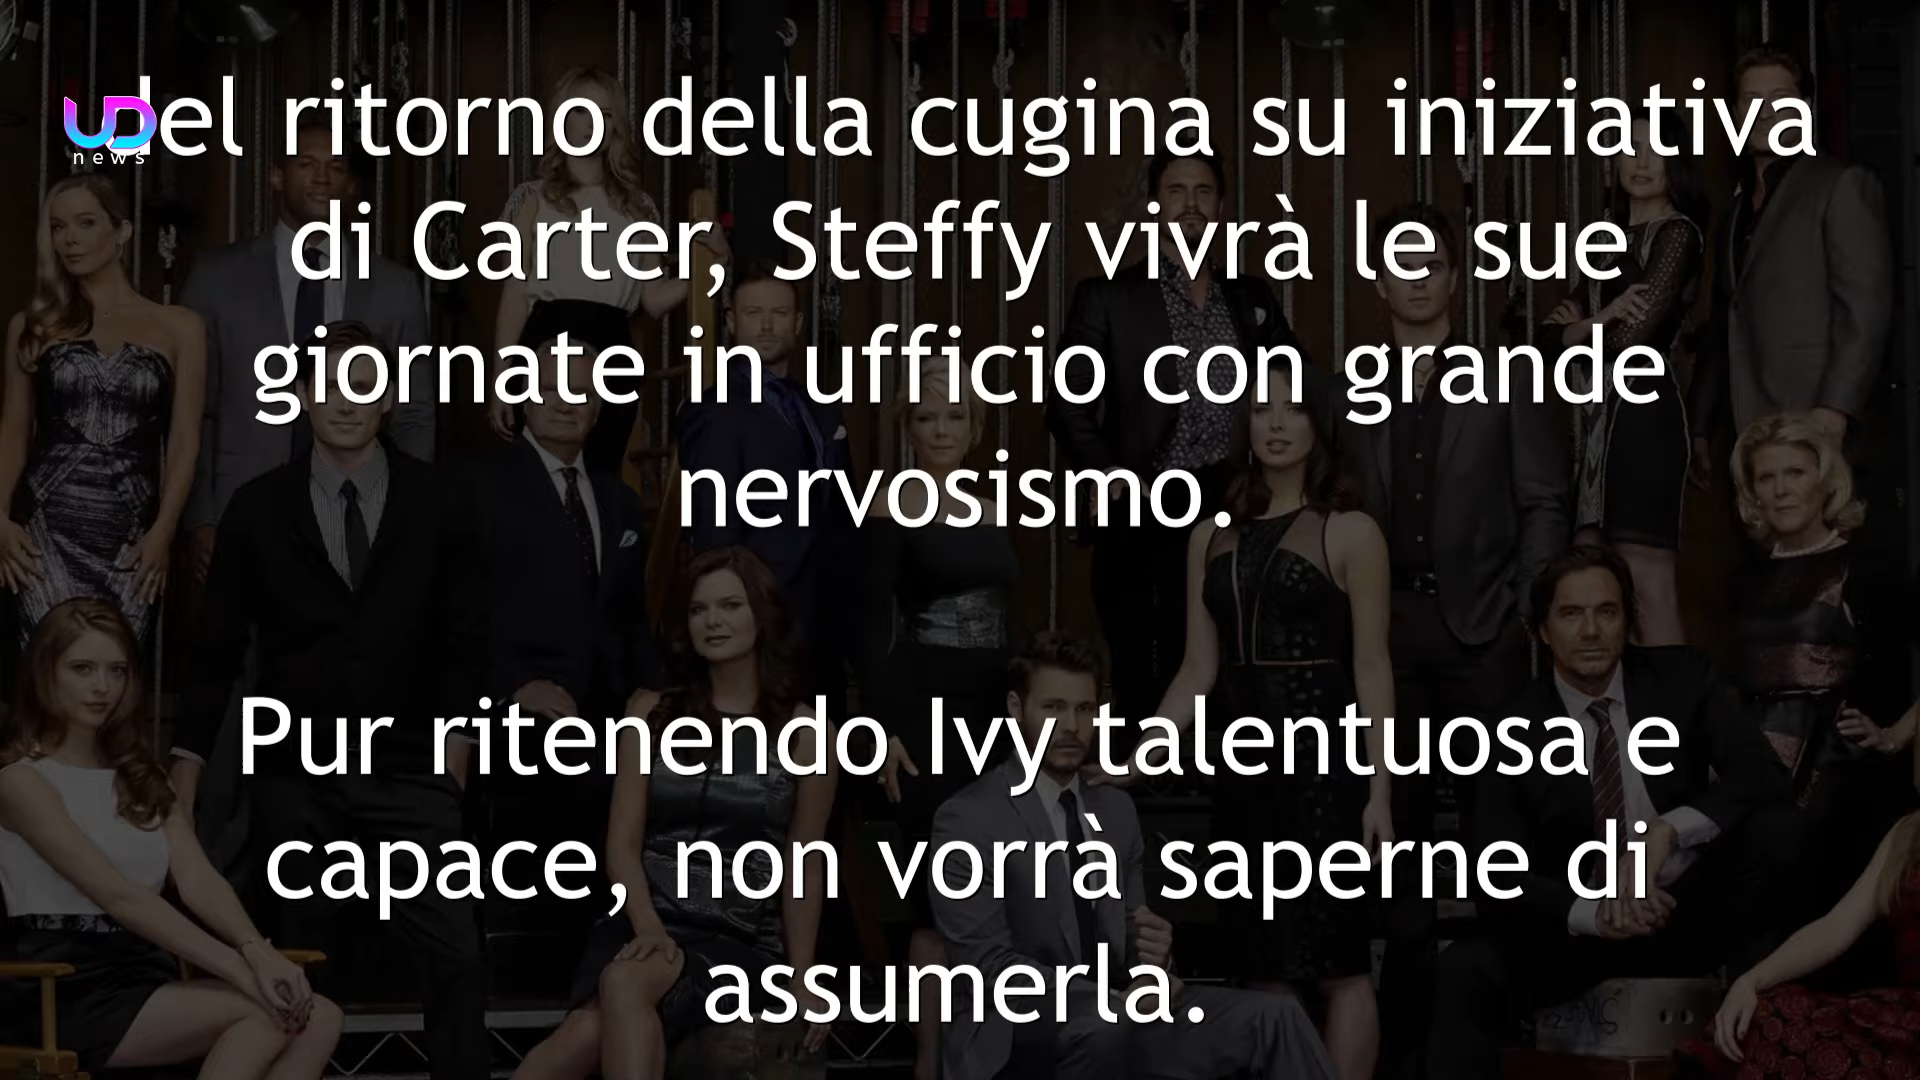 UD
news
del ritorno della cugina su iniziativa
di Carter, Steffy vivrà le sue
giornate in ufficio con grande
nervosismo.
Pur ritenendo Ivy talentuosa e
capace, non vorrà saperne di
assumerla.